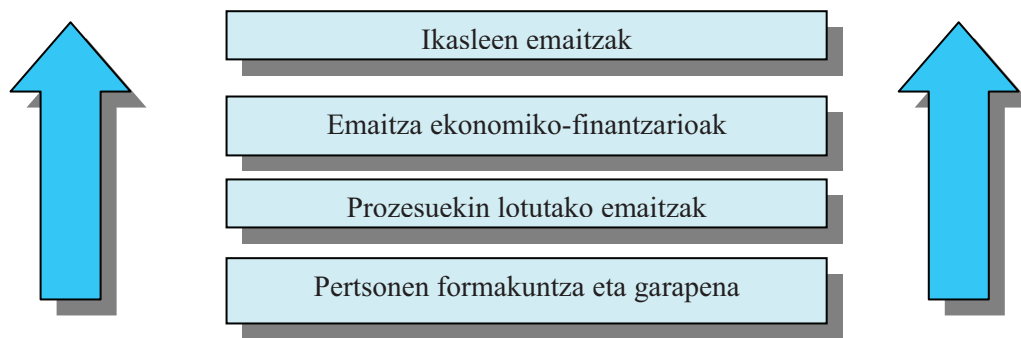 Ikasleen emaitzak
Emaitza ekonomiko-finantzarioak
Prozesuekin lotutako emaitzak
Pertsonen formakuntza eta garapena